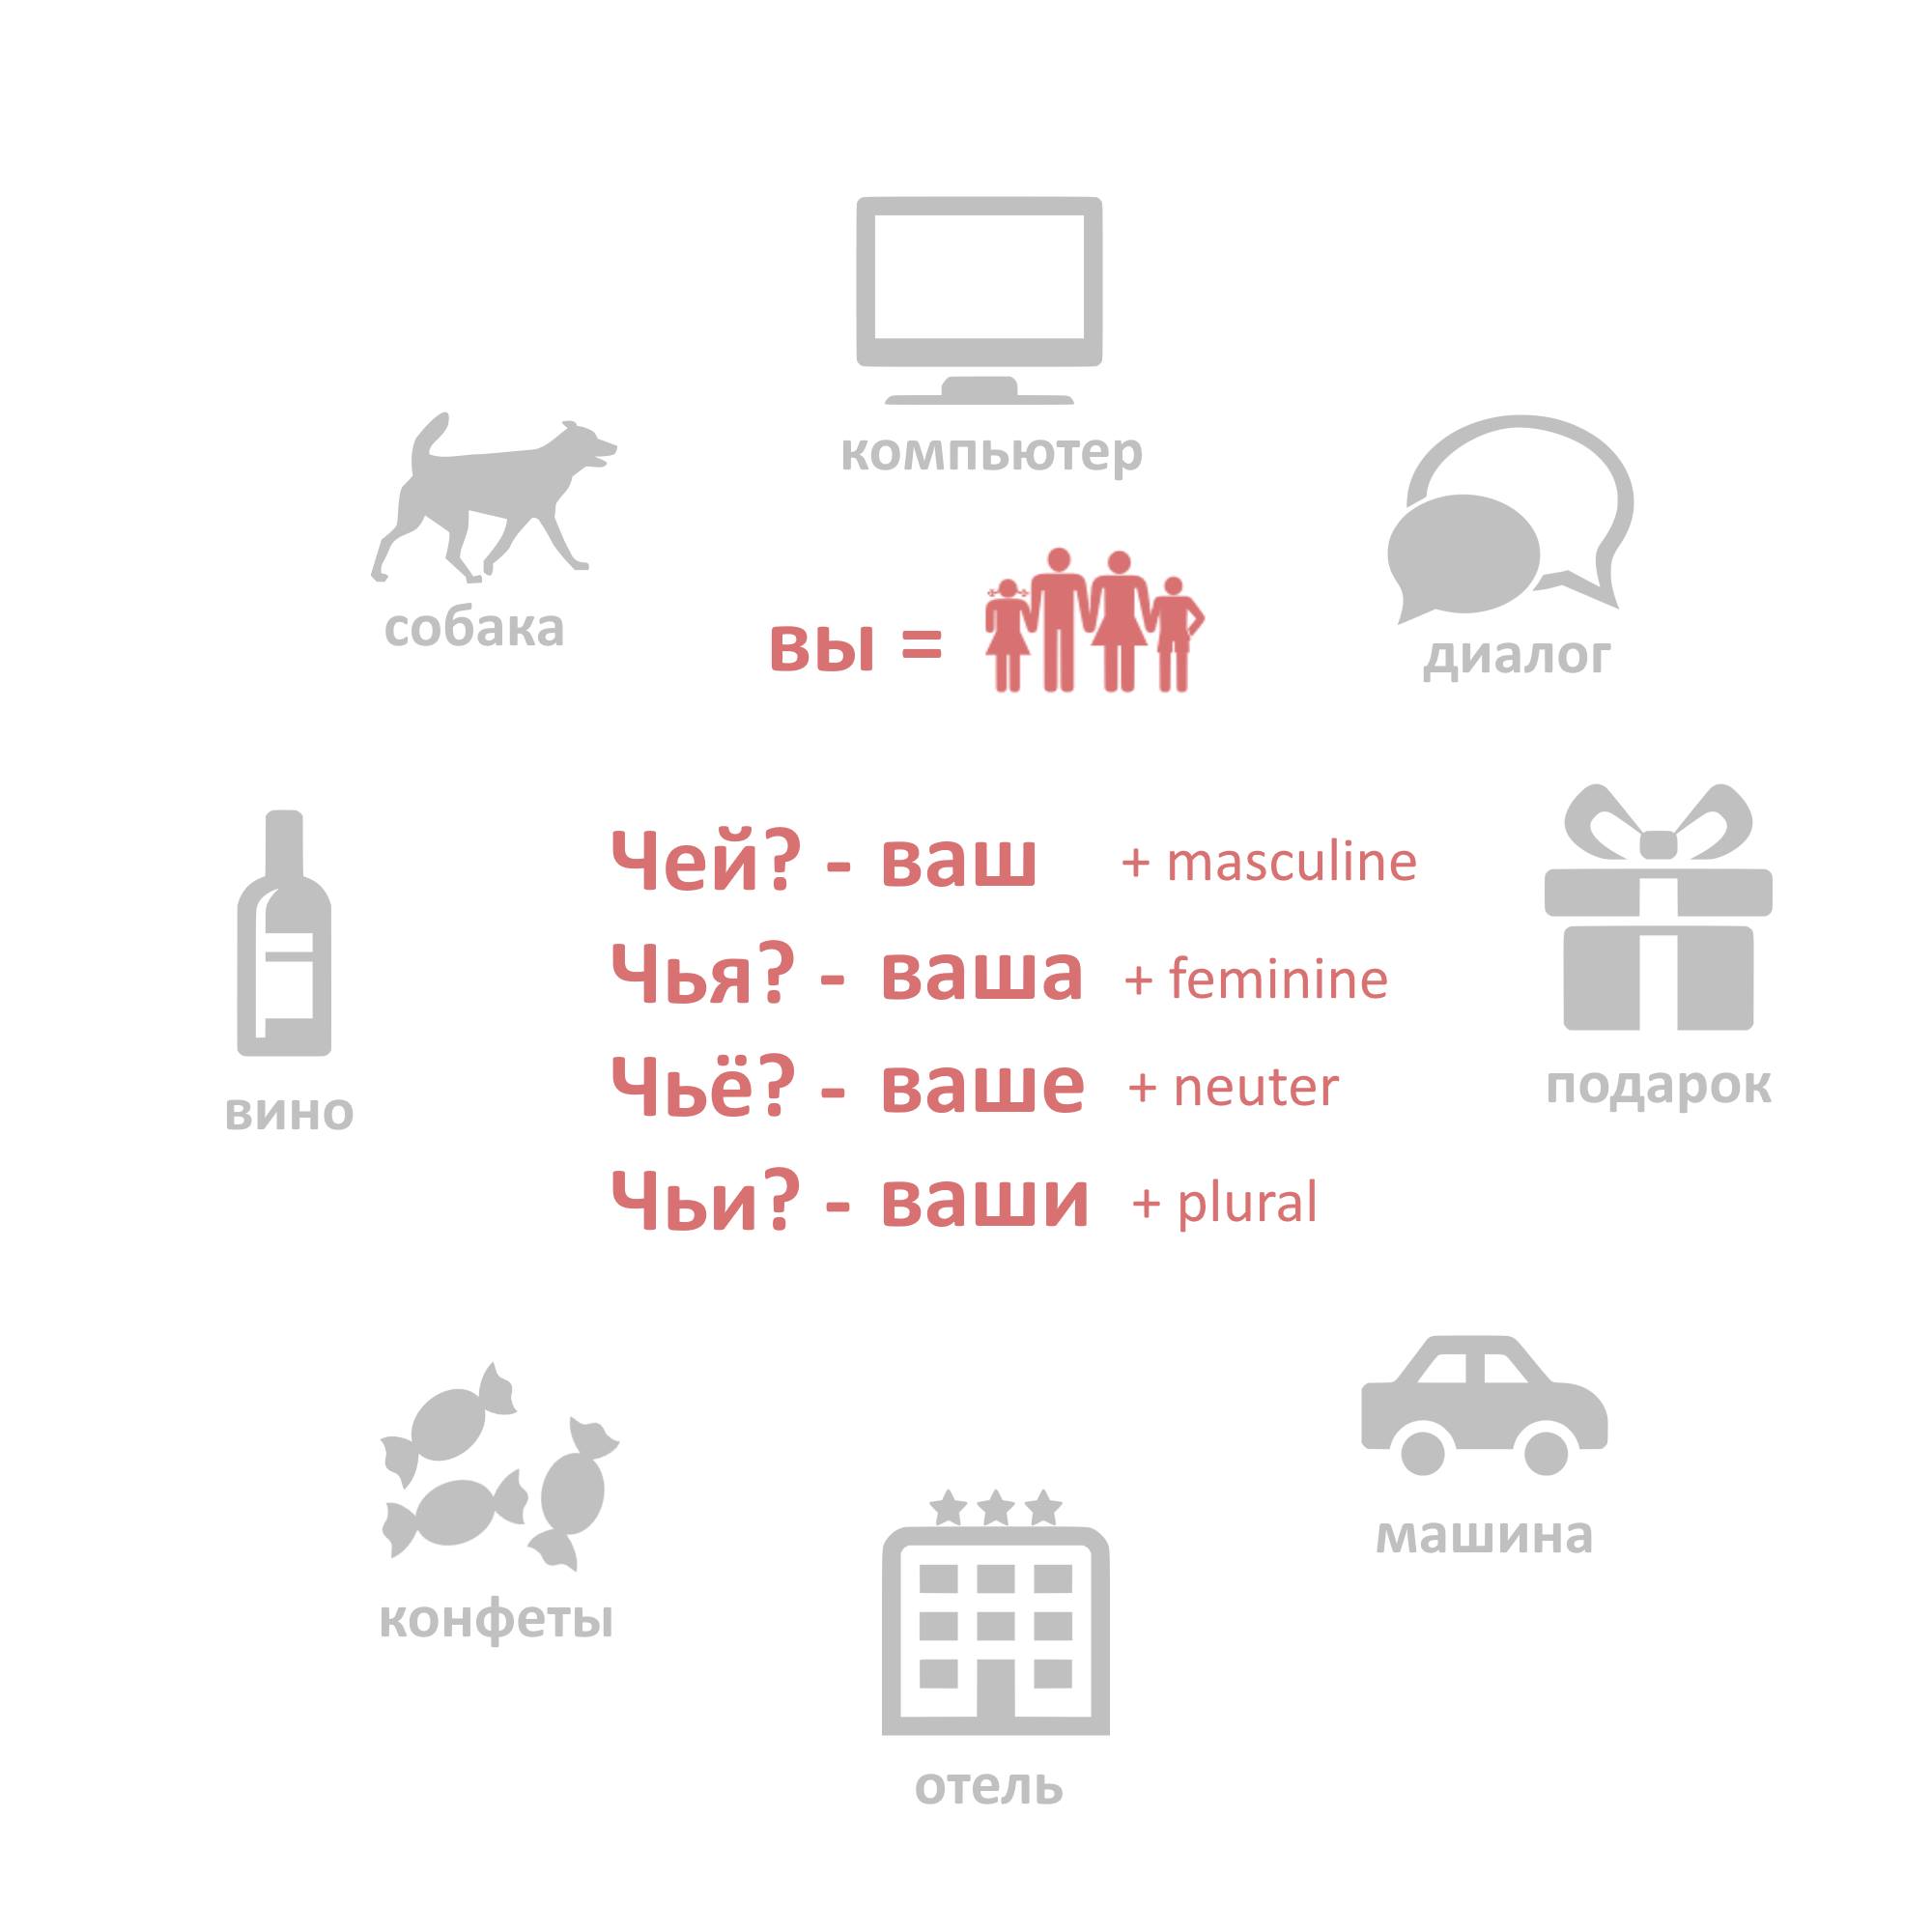 компьютер
собака
диалог
вы =
вино
Чей? - ваш + masculine
Чья? - ваша + feminine
Чьё? - ваше + neuter
Чьи? - ваши + plural
подарок
машина
конфеты
отель